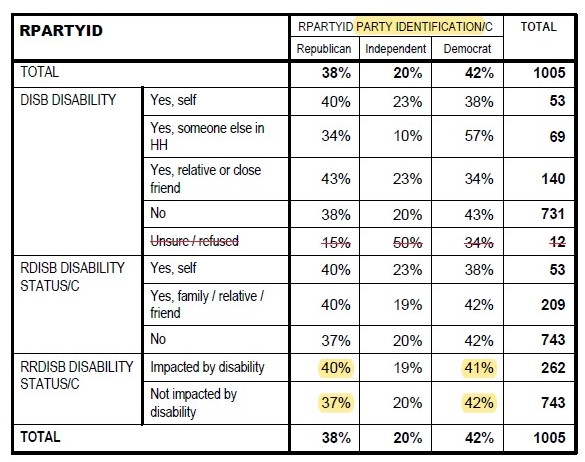 RPARTYID RPARTYID PARTY IDENTIFICATION/C TOTAL
Republican Independent Democrat
TOTAL 38% 20% 42% 1005
DISB DISABILITY Yes, self 40% 23% 38% 53
Yes, someone else in
HH 34% 10% 57% 69
Yes, relative or close
friend 43% 23% 34% 140
No 38% 20% 43% 731
Unsure / refused 15% 50% 34% 12
RDISB DISABILITY
STATUS/C Yes, self 40% 23% 38% 53
Yes, family / relative /
friend 40% 19% 42% 209
No 37% 20% 42% 743
RRDISB DISABILITY
STATUS/C Impacted by disability 40% 19% 41% 262
Not impacted by
disability 37% 20% 42% 743
TOTAL 38% 20% 42% 1005